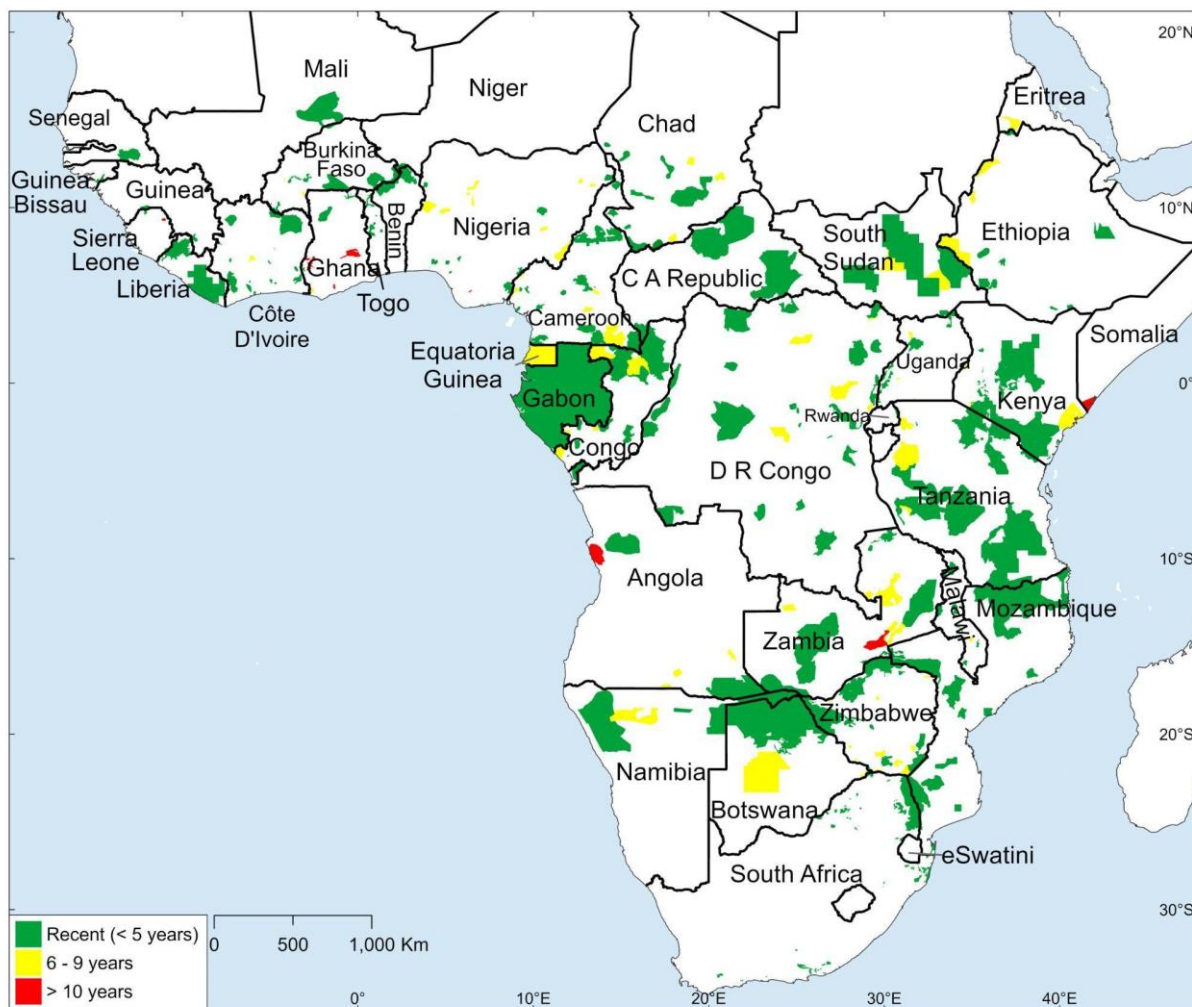 20°N
Mali
Niger
Eritrea
Senegal
Chad
Burkina
Faso
Guinea
Bissau
Guinea
Benin
Nigeria
10°N
South
Sudan
Ethiopia
Sierra
Leone
Ghana
C A Republic
Liberia
Togo
Côte
D'Ivoire
Cameroon
Somalia
Equatoria
Guinea
Uganda
0°
Gabon
Kenya
Rwanda
Congo
D R Congo
Tanzania
10°S
Angola
Malawi
Mozambique
Zambia
Zimbabwe
20°S
Namibia
Botswana
eSwatini
South Africa
30°S
Recent (< 5 years)
6 - 9 years
> 10 years
0 500 1,000 Km
0° 10°E 20°E 30°E 40°E